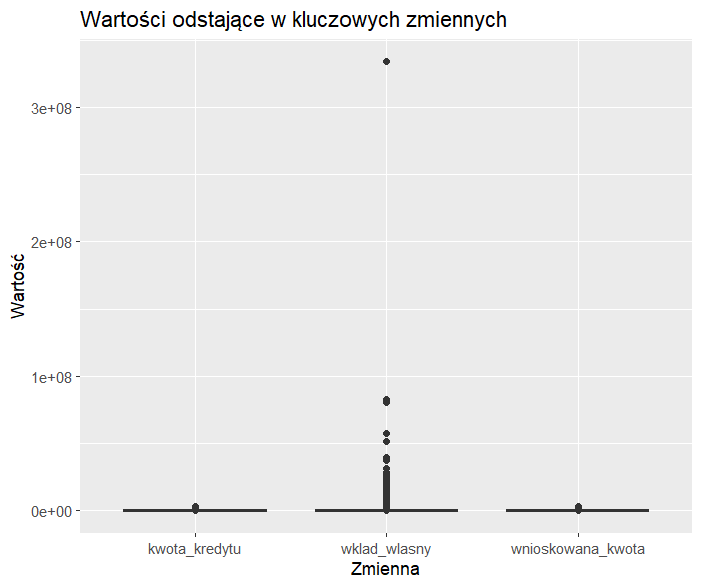 Wartości odstające w kluczowych zmiennych
3e+08
2e+08
1e+08
0e+00
Wartość
kwota_kredytu
wklad_wlasny
wnioskowana_kwota
Zmienna